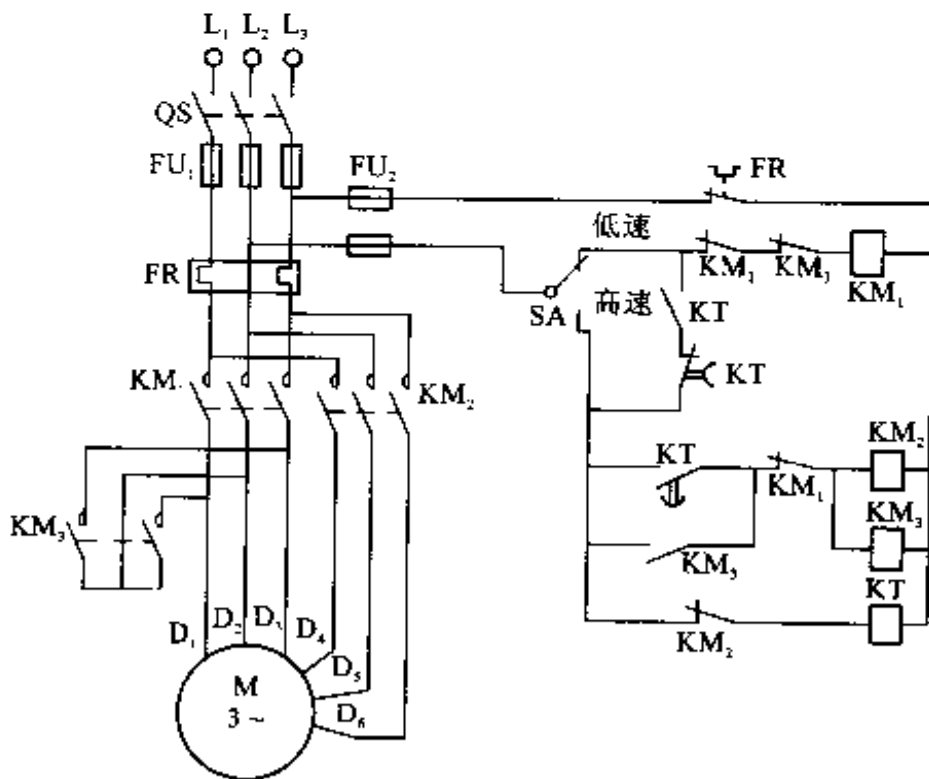 L₁ L₂ L₃
QS
FU₁
FU₂
FR
低速
FR
KM₂
KM₃
KM₁
SA
高速
KT
KT
KM
KM₂
KT
KM₁
KM₂
KM₃
KM₃
KM₃
KT
KM₂
D₁
D₂
D₃
D₄
D₅
D₆
M
3 ~